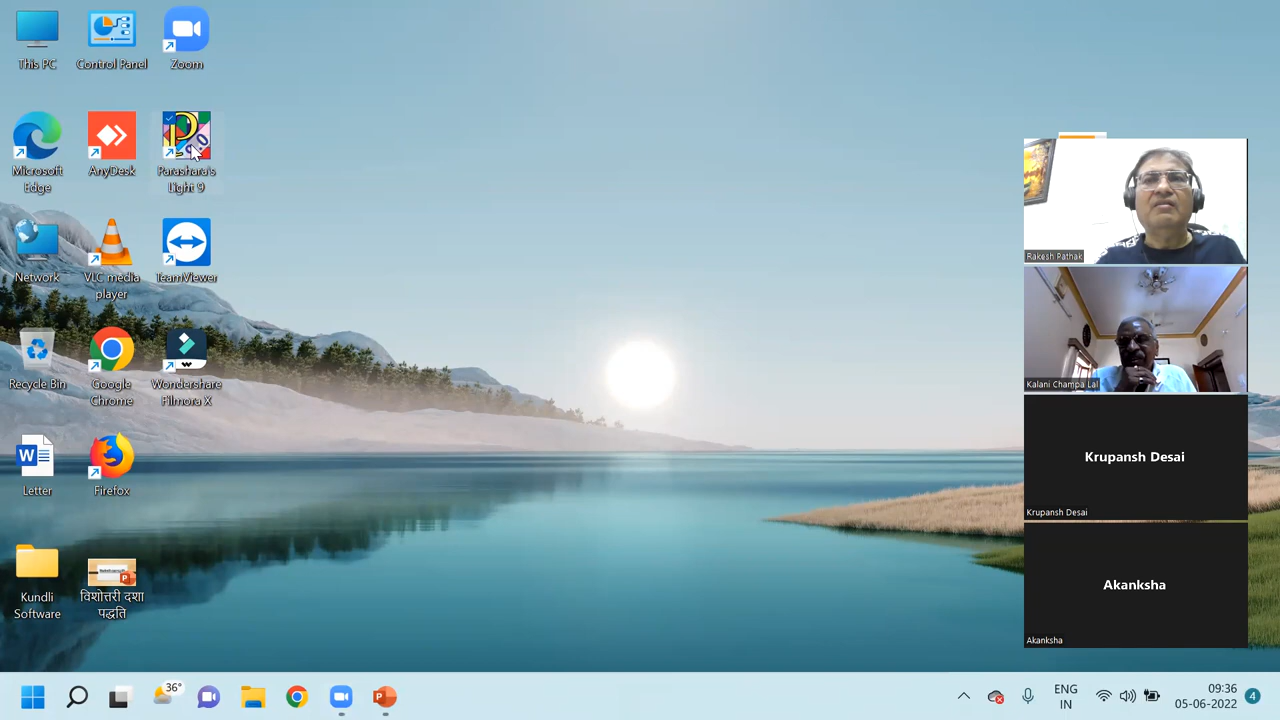 This PC
Control Panel
Zoom
Microsoft
Edge
AnyDesk
Parashara's
Light 9
Network
VLC media
player
TeamViewer
Recycle Bin
Google
Chrome
Wondershare
Filmora X
Letter
Firefox
Kundli
Software
विशोत्तरी दशा
पद्धति
Rakesh Pathak
Kalani Champa Lal
Krupansh Desai
Krupansh Desai
Akanksha
Akanksha
36°
ENG
IN
09:36
05-06-2022
4